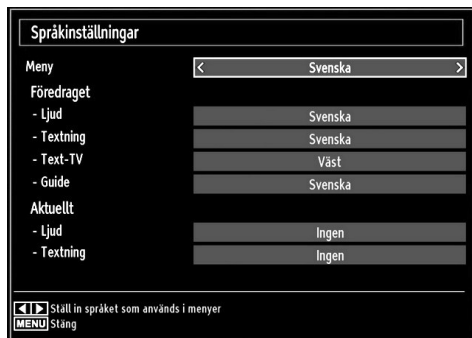 Språkinställningar
Meny < Svenska >
Föredraget
- Ljud Svenska
- Textning Svenska
- Text-TV Väst
- Guide Svenska
Aktuellt
- Ljud Ingen
- Textning Ingen
Ställ in språket som används i menyer
MENU Stäng